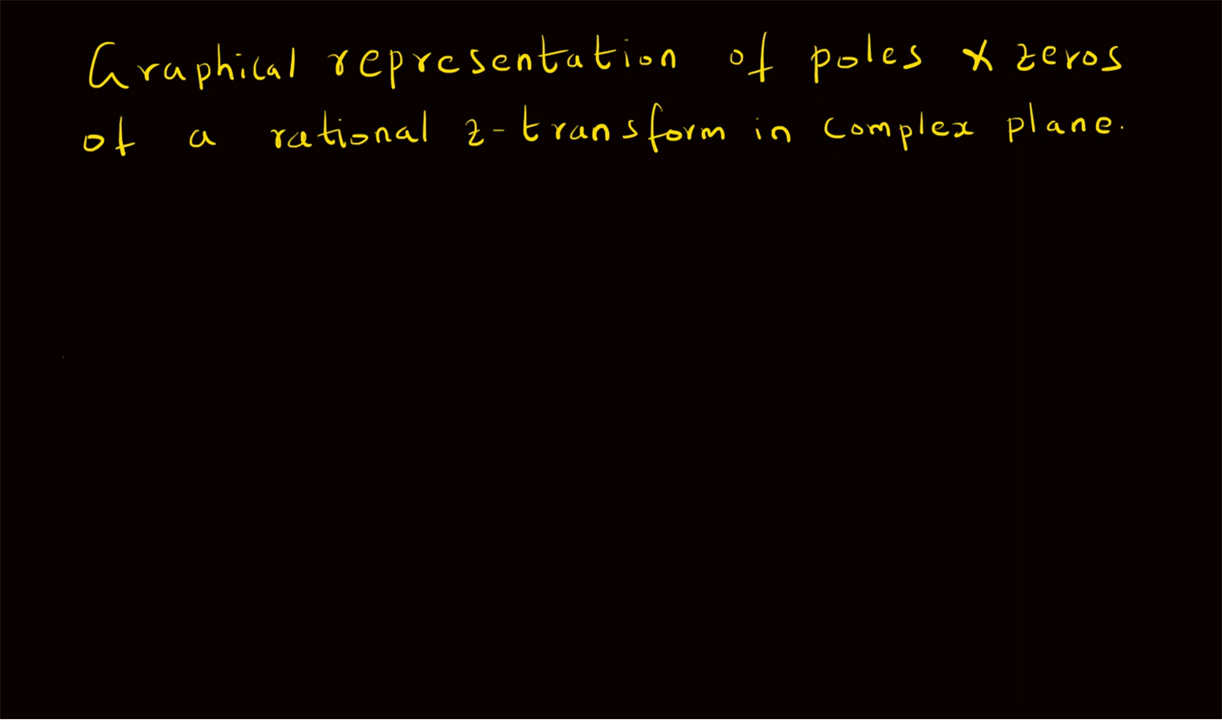 Graphical representation of poles & zeros
of a rational z-transform in complex plane.